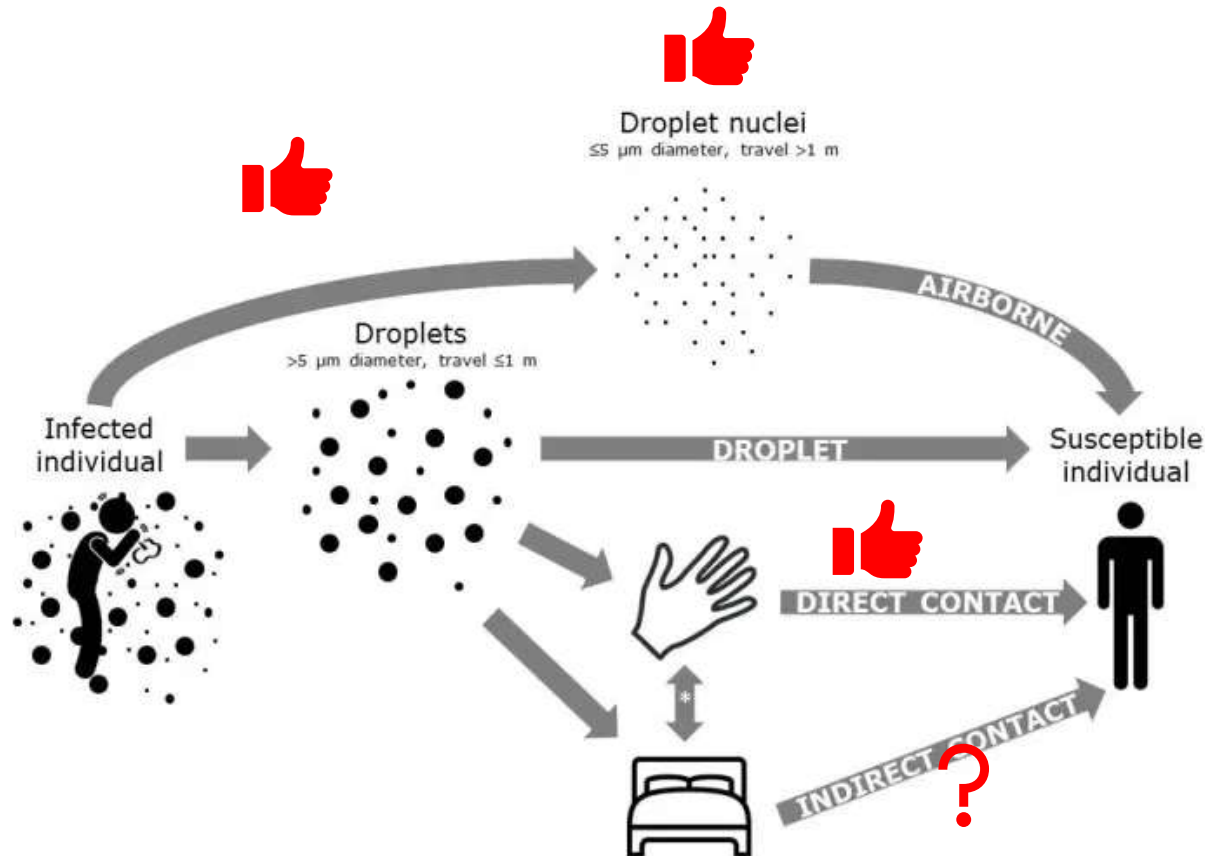 Droplet nuclei
≤5 µm diameter, travel >1 m
AIRBORNE
Droplets
>5 µm diameter, travel ≤1 m
Infected
individual
DROPLET
Susceptible
individual
DIRECT CONTACT
*
INDIRECT CONTACT
?